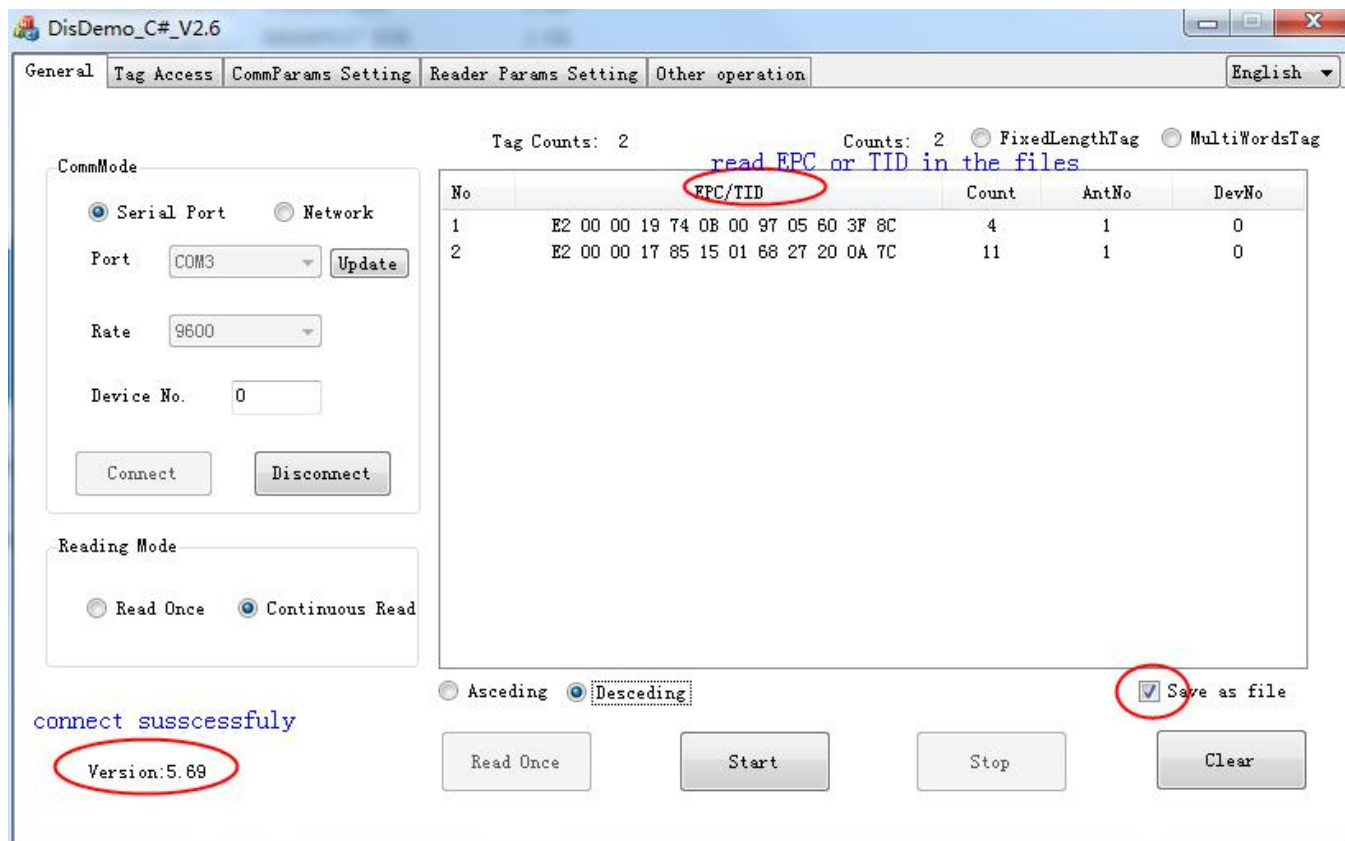 DisDemo_C#_V2.6
General Tag Access CommParams Setting Reader Params Setting Other operation English
Tag Counts: 2 Counts: 2 FixedLengthTag MultiWordsTag
read EPC or TID in the files
CommMode
Serial Port Network
Port COM3 Update
Rate 9600
Device No. 0
Connect Disconnect
Reading Mode
Read Once Continuous Read
No EPC/TID Count AntNo DevNo
1 E2 00 00 19 74 0B 00 97 05 60 3F 8C 4 1 0
2 E2 00 00 17 85 15 01 68 27 20 0A 7C 11 1 0
Asceding Desceding Save as file
connect susscessfuly
Version:5.69
Read Once Start Stop Clear